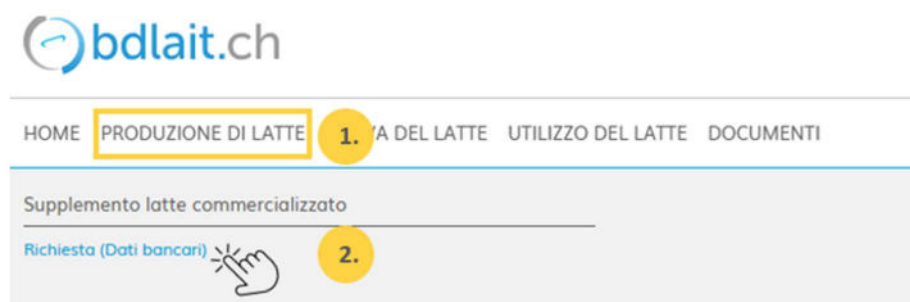 bdlait.ch
HOME PRODUZIONE DI LATTE 1. A DEL LATTE UTILIZZO DEL LATTE DOCUMENTI
Supplemento latte commercializzato
Richiesta (Dati bancari) 2.